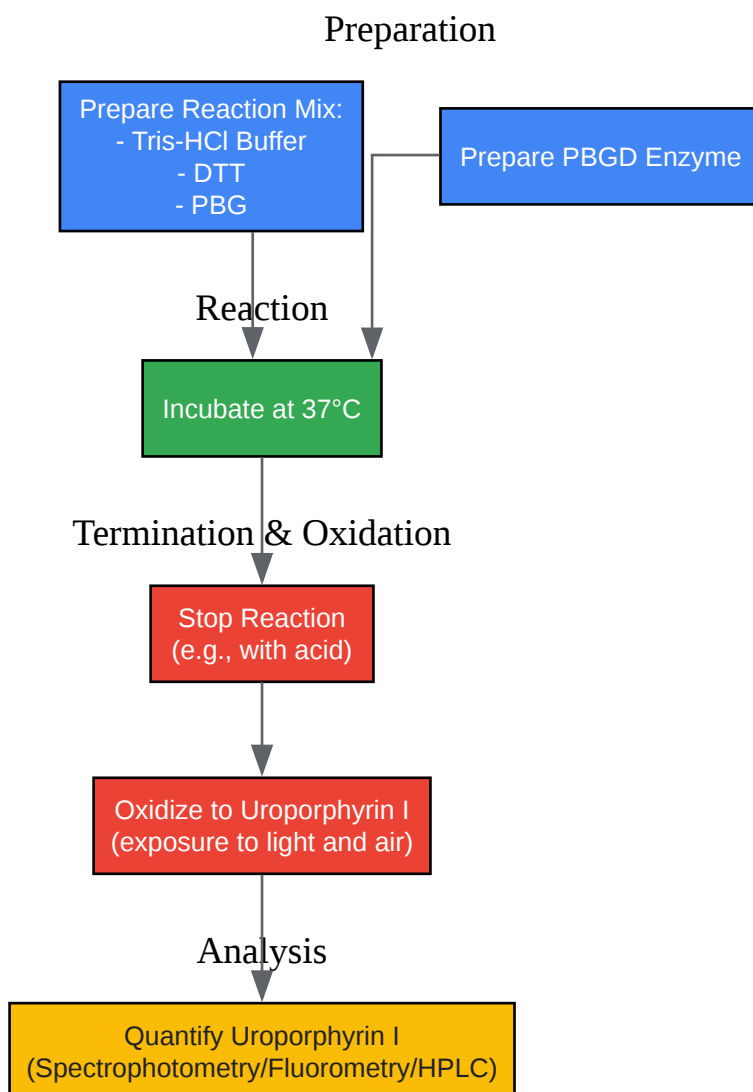 Preparation
Prepare Reaction Mix:
- Tris-HCl Buffer
- DTT
- PBG
Prepare PBGD Enzyme
Reaction
Incubate at 37°C
Termination & Oxidation
Stop Reaction
(e.g., with acid)
Oxidize to Uroporphyrin I
(exposure to light and air)
Analysis
Quantify Uroporphyrin I
(Spectrophotometry/Fluorometry/HPLC)